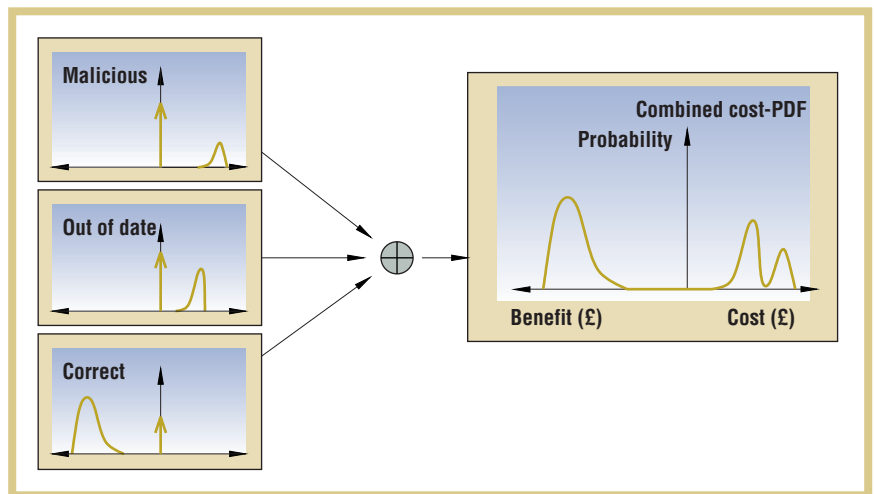 Malicious
Out of date
Correct
Combined cost-PDF
Probability
Benefit (£)
Cost (£)